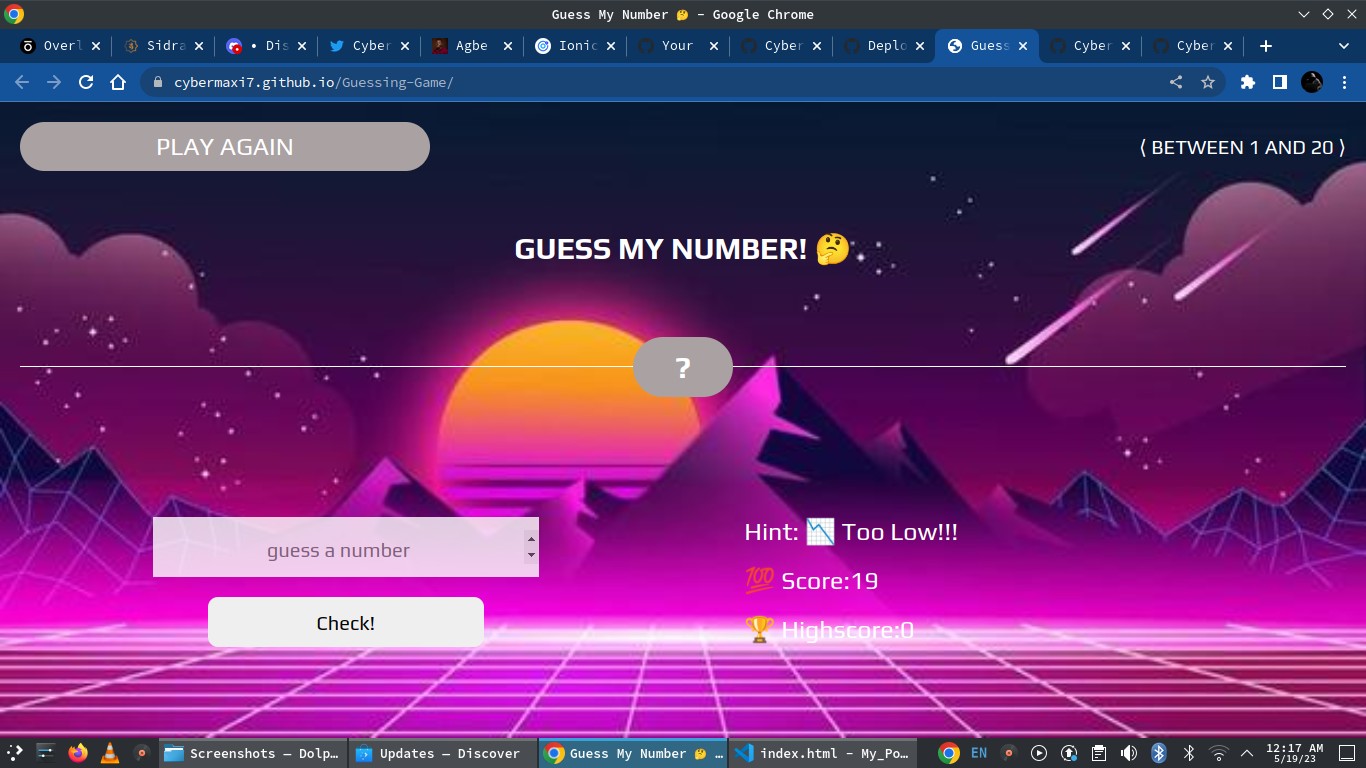 Guess My Number 🤔 – Google Chrome
Overl
Sidra
• Dis
Cyber
Agbe
Ionic
Your
Cyber
Deplo
Guess
Cyber
Cyber
cybermaxi7.github.io/Guessing-Game/
PLAY AGAIN
( BETWEEN 1 AND 20 )
GUESS MY NUMBER! 🤔
?
guess a number
Check!
Hint: 📉 Too Low!!!
💯 Score:19
🏆 Highscore:0
Screenshots — Dolp…
Updates — Discover
Guess My Number 🤔 …
index.html - My_Po…
EN
12:17 AM
5/19/23